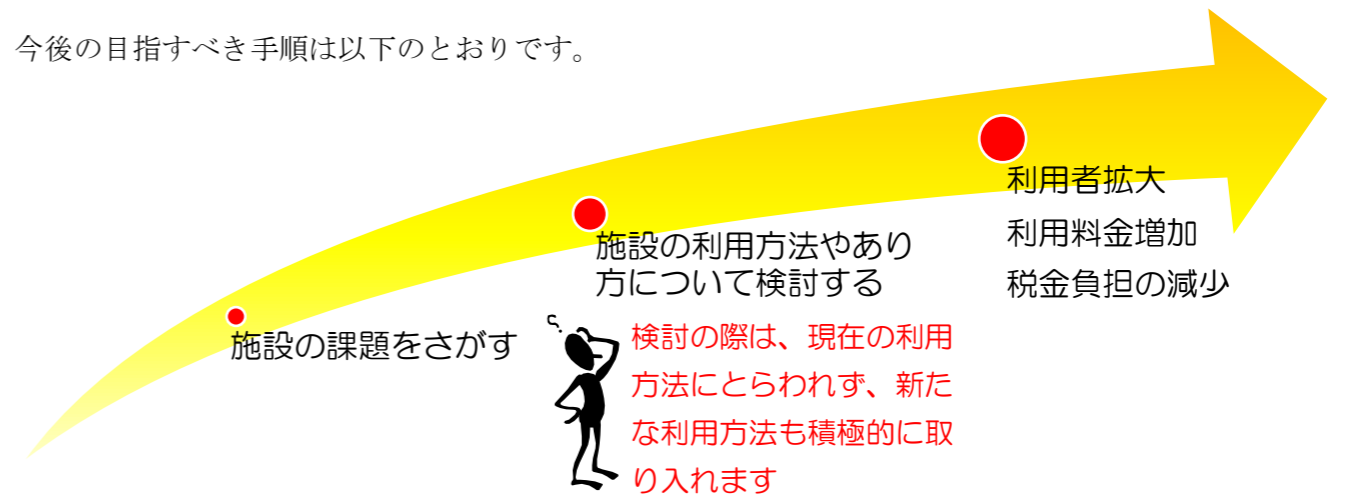 今後の目指すべき手順は以下のとおりです。
施設の課題をさがす
施設の利用方法やあり
方について検討する
検討の際は、現在の利用
方法にとらわれず、新た
な利用方法も積極的に取
り入れます
利用者拡大
利用料金増加
税金負担の減少